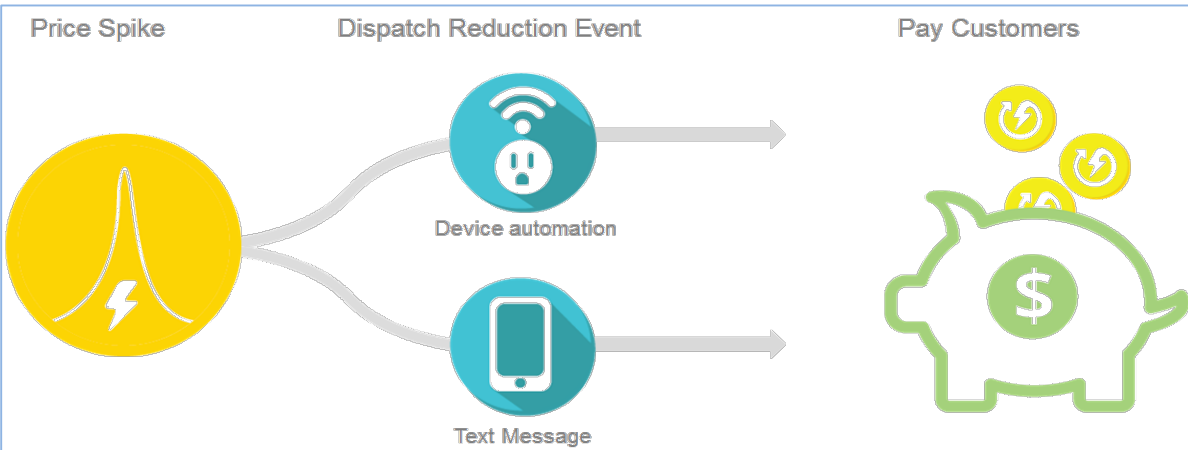 Price Spike
Dispatch Reduction Event
Pay Customers
Device automation
$
Text Message